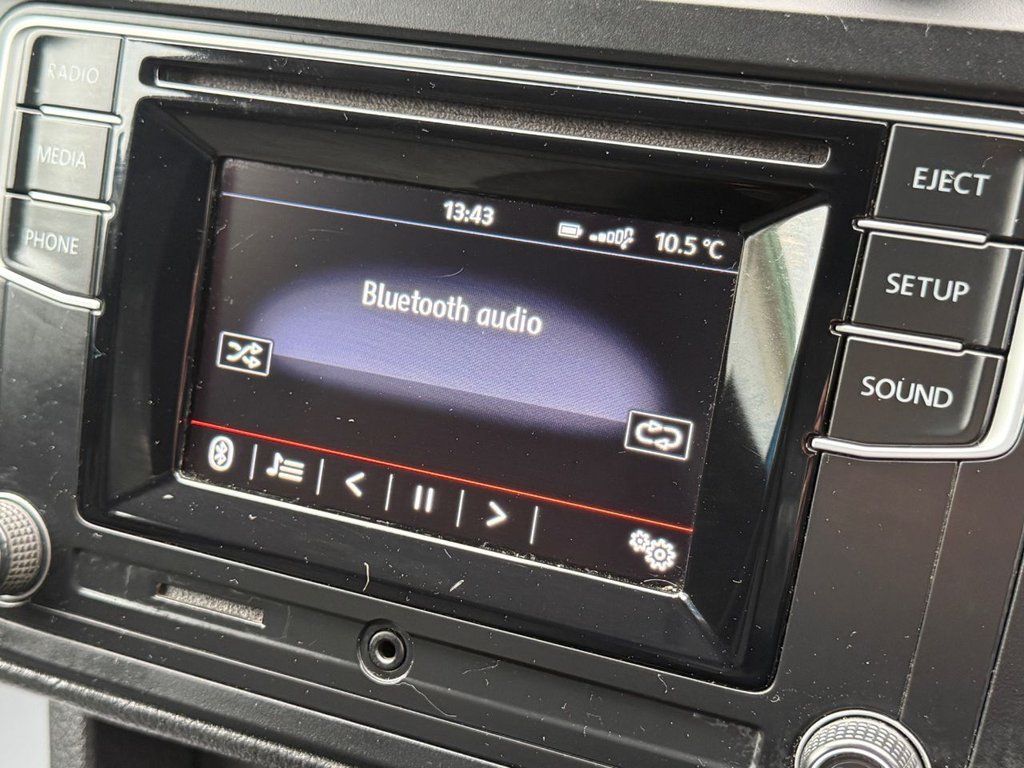 RADIO
MEDIA
PHONE
13:43
10.5 °C
Bluetooth audio
EJECT
SETUP
SOUND